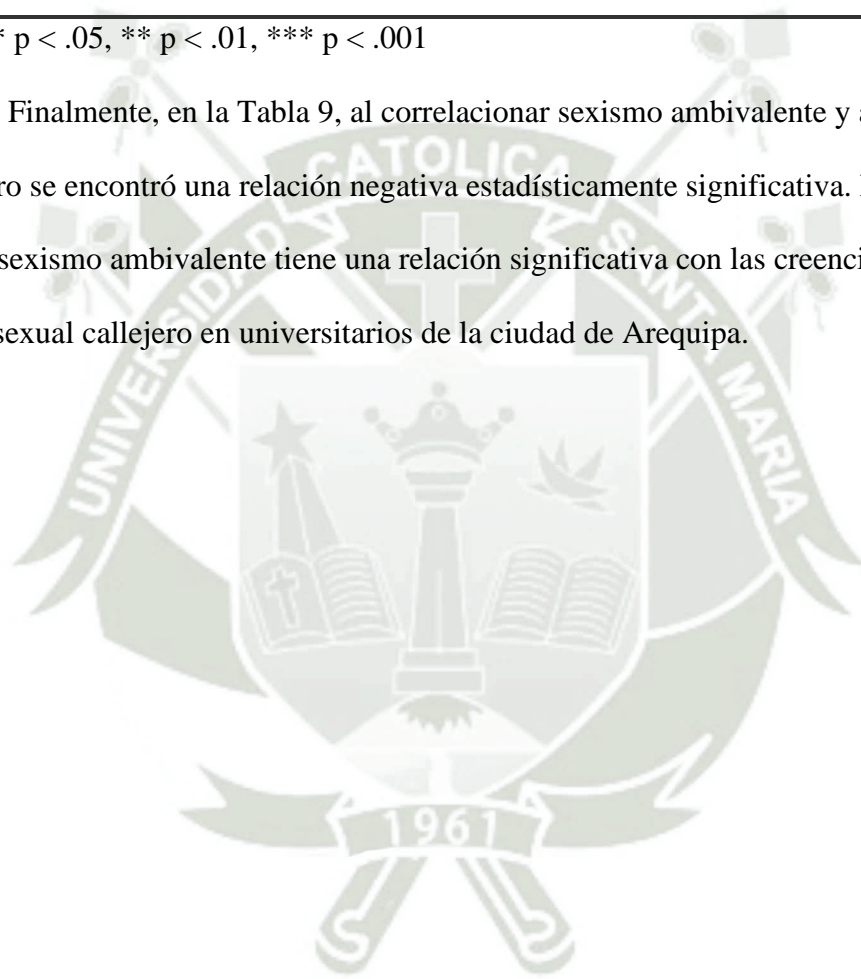 * p < .05, ** p < .01, *** p < .001
Finalmente, en la Tabla 9, al correlacionar sexismo ambivalente y
se encontró una relación negativa estadísticamente significativa.
sexismo ambivalente tiene una relación significativa con las
sexual callejero en universitarios de la ciudad de Arequipa.
UNIVERSIDAD CATOLICA SANTA MARIA
1961